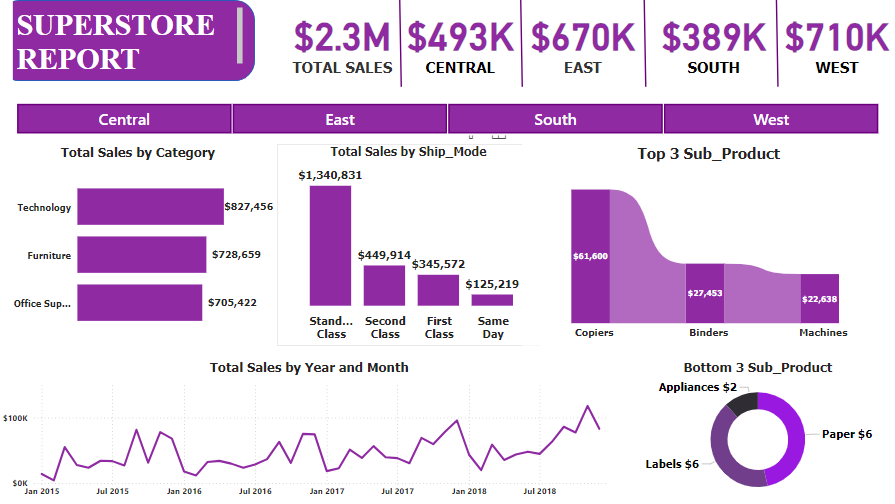 SUPERSTORE
REPORT
$2.3M
TOTAL SALES
$493K
CENTRAL
$670K
EAST
$389K
SOUTH
$710K
WEST
Central
East
South
West
Total Sales by Category
Technology
$827,456
Furniture
$728,659
Office Sup...
$705,422
Total Sales by Ship_Mode
$1,340,831
$449,914
$345,572
$125,219
Stand...
Class
Second
Class
First
Class
Same
Day
Top 3 Sub_Product
$61,600
$27,453
$22,638
Copiers
Binders
Machines
Total Sales by Year and Month
$100K
$0K
Jan 2015
Jul 2015
Jan 2016
Jul 2016
Jan 2017
Jul 2017
Jan 2018
Jul 2018
Bottom 3 Sub_Product
Appliances $2
Paper $6
Labels $6